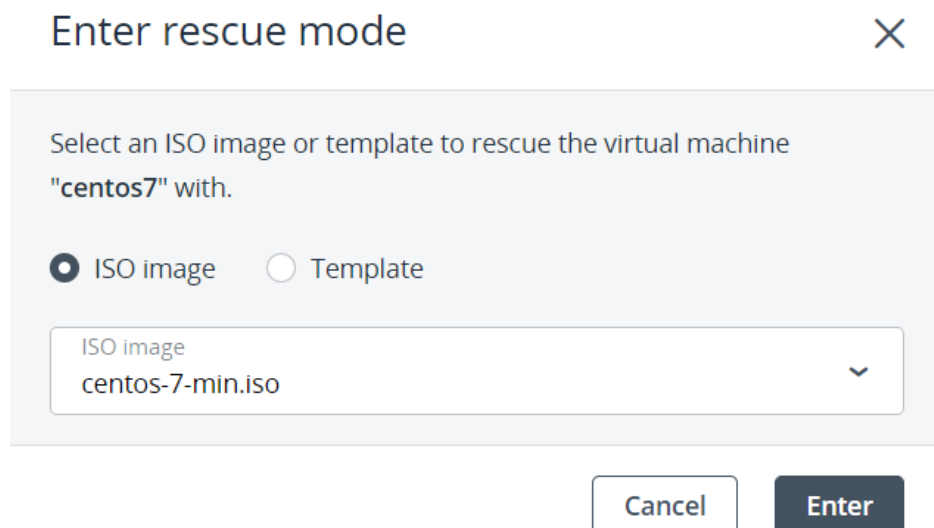 Enter rescue mode
Select an ISO image or template to rescue the virtual machine
"centos7" with.
ISO image
Template
ISO image
centos-7-min.iso
Cancel
Enter